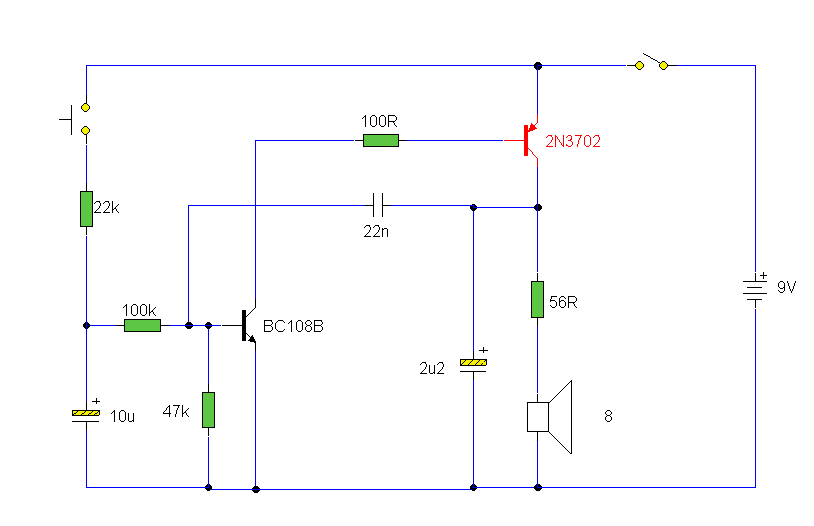 100R
2N3702
22k
22n
100k
BC108B
56R
+
9V
+
2u2
+
10u
47k
8